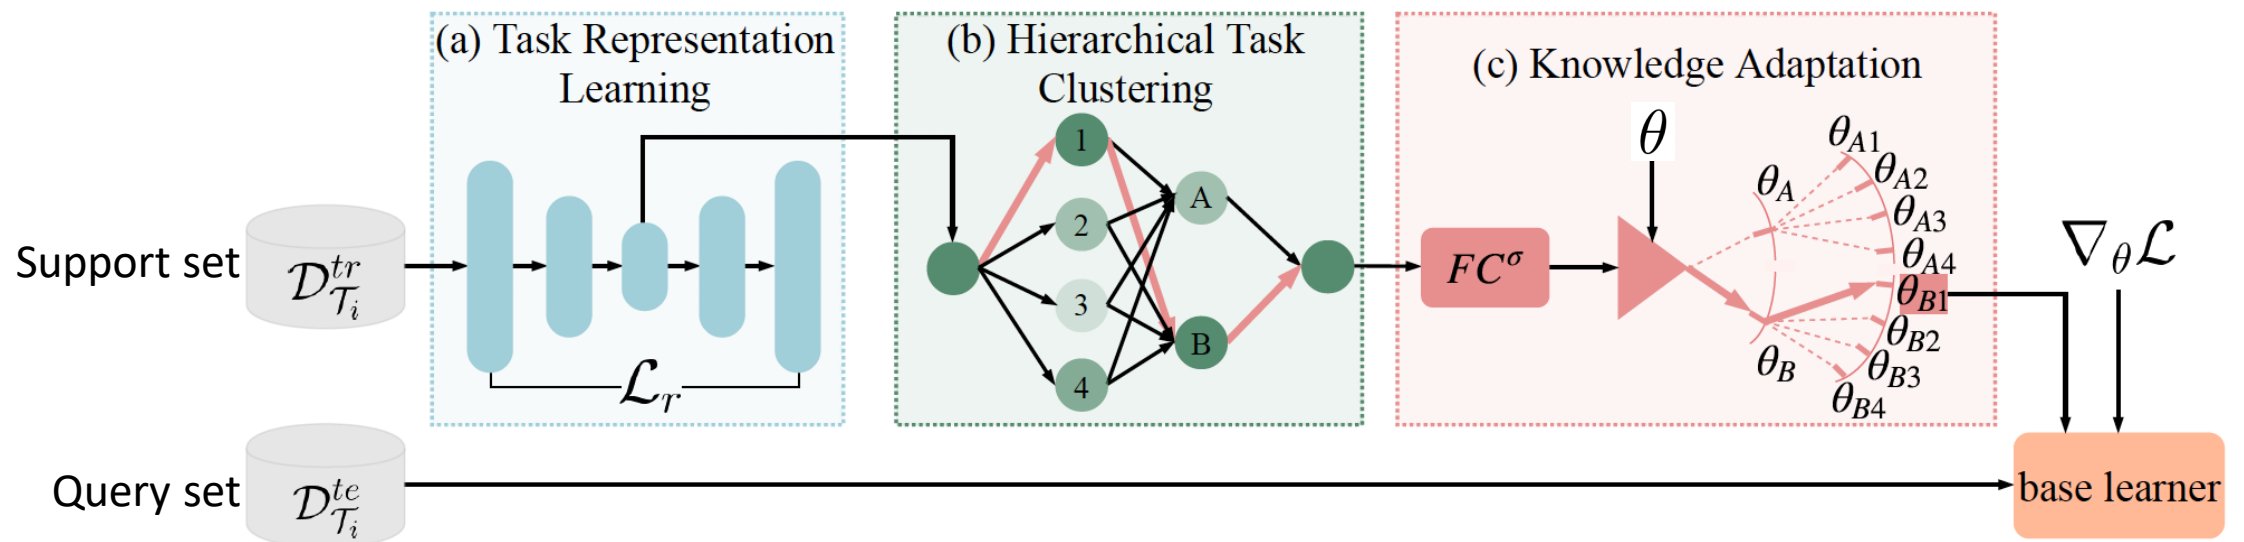 (a) Task Representation
Learning
(b) Hierarchical Task
Clustering
(c) Knowledge Adaptation
Support set
𝒟^{tr}_{𝒯_i}
ℒ_r
1
2
3
4
A
B
FC^σ
θ
θ_A
θ_B
θ_{A1}
θ_{A2}
θ_{A3}
θ_{A4}
θ_{B1}
θ_{B2}
θ_{B3}
θ_{B4}
∇_θ ℒ
Query set
𝒟^{te}_{𝒯_i}
base learner